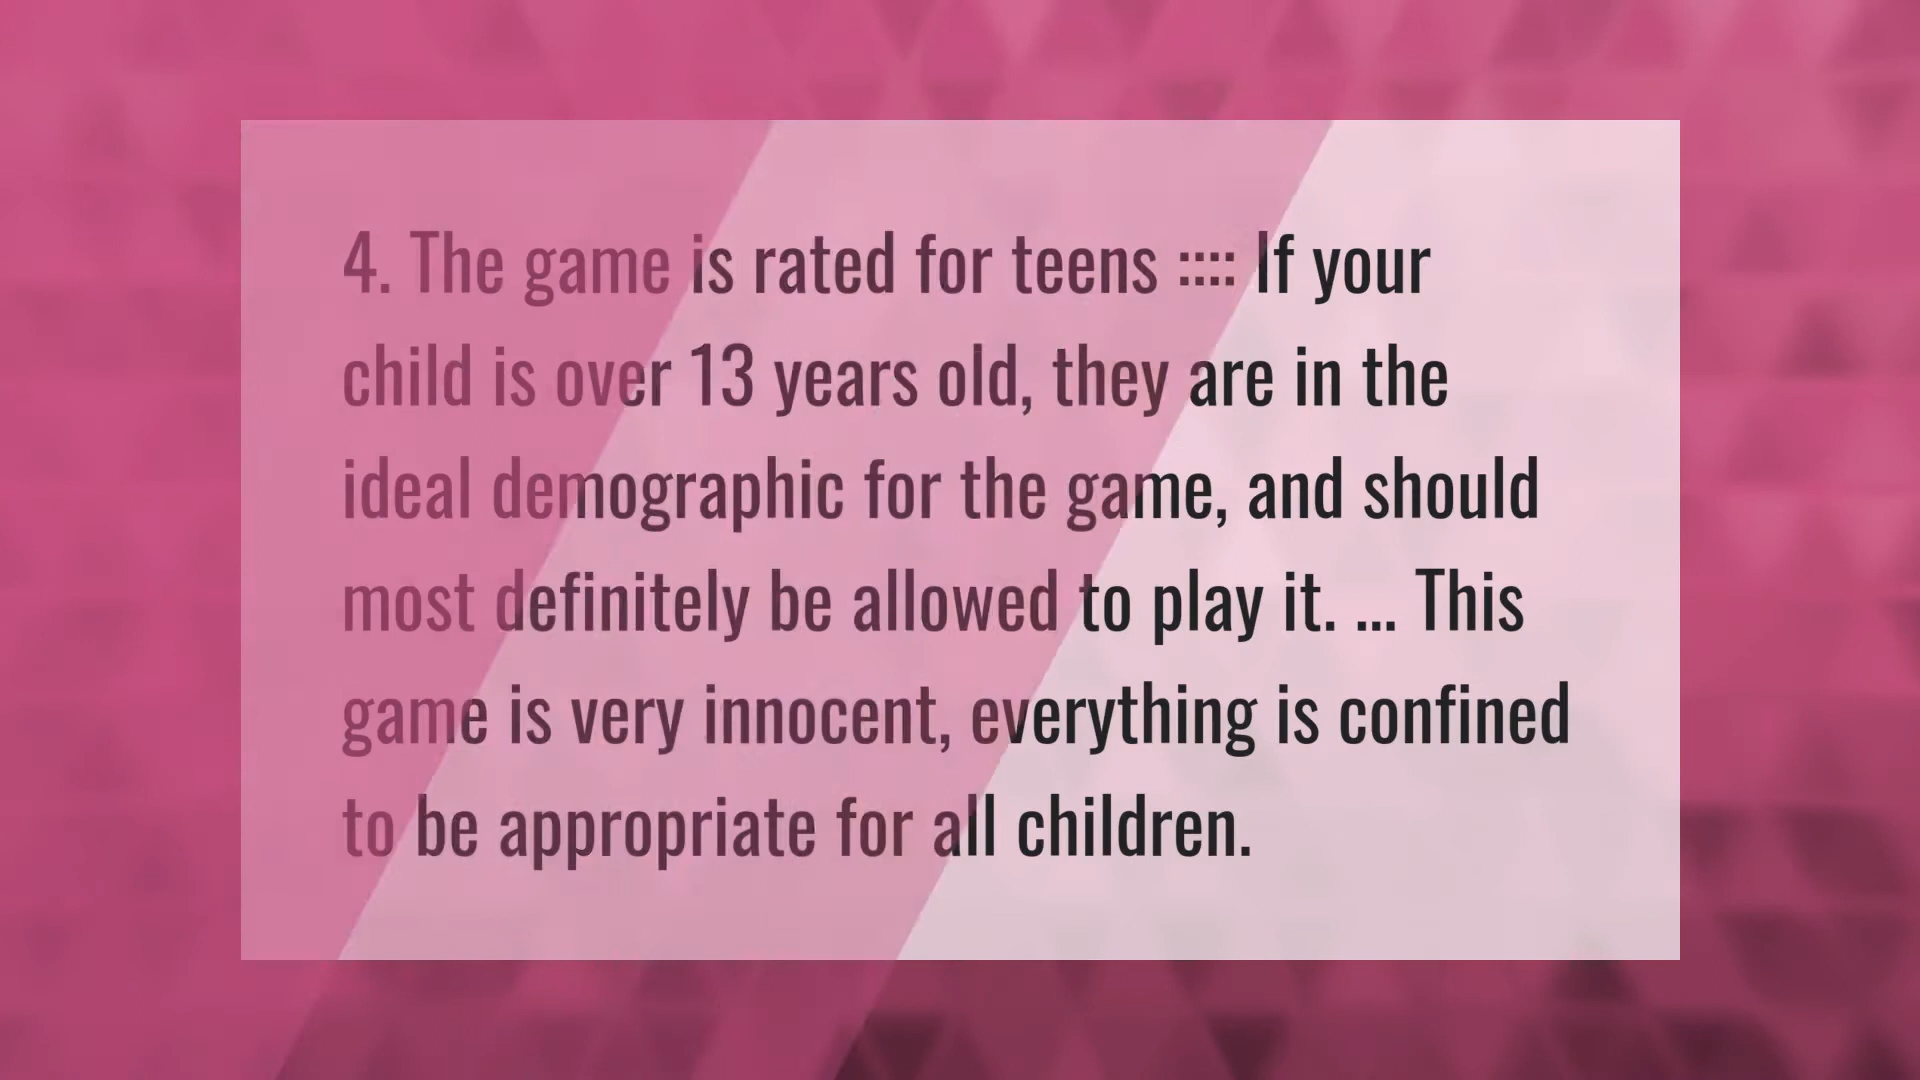 4. The game is rated for teens :::: If your
child is over 13 years old, they are in the
ideal demographic for the game, and should
most definitely be allowed to play it. ... This
game is very innocent, everything is confined
to be appropriate for all children.